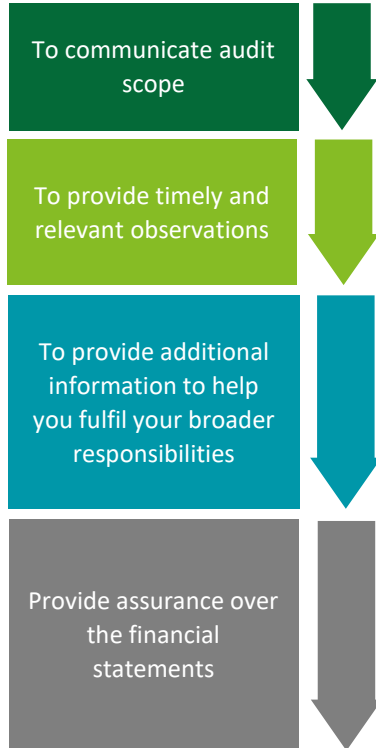 To communicate audit
scope
To provide timely and
relevant observations
To provide additional
information to help
you fulfil your broader
responsibilities
Provide assurance over
the financial
statements